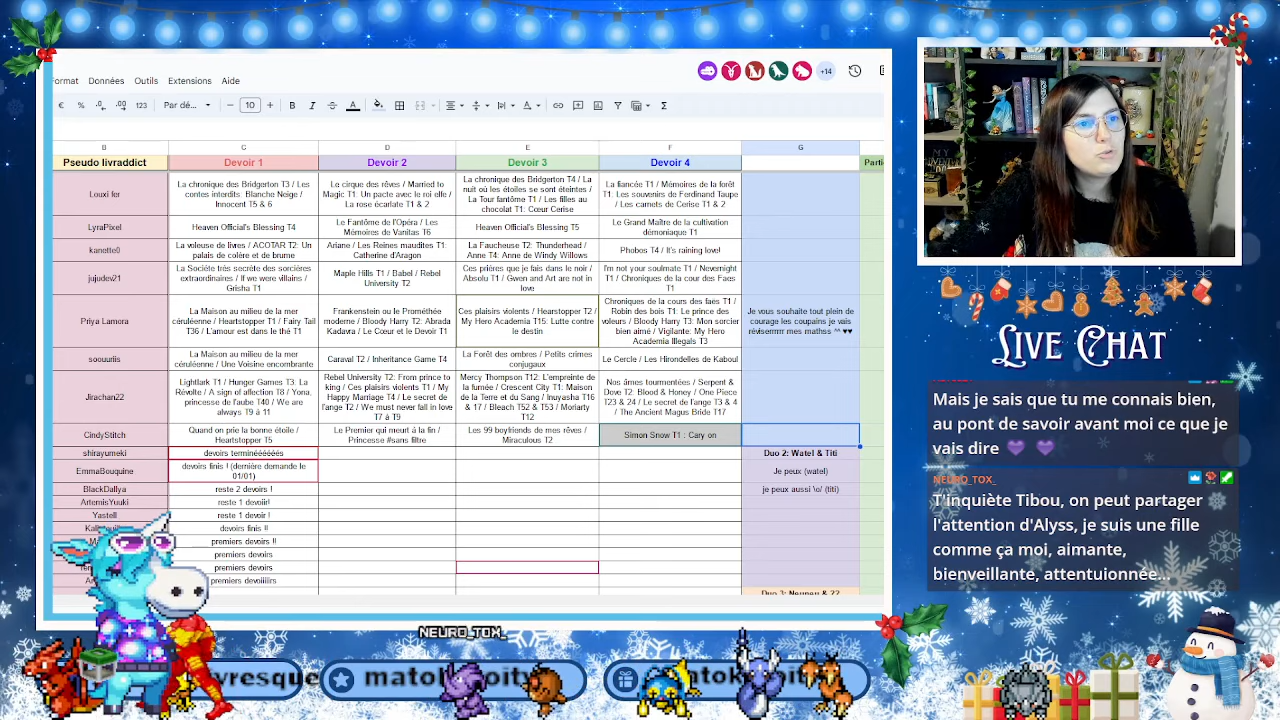 ormat Données Outils Extensions Aide
+14
€ % .0 .00 123 Par dé... − 10 + B I A Σ
B C D E F G
Pseudo livraddict Devoir 1 Devoir 2 Devoir 3 Devoir 4 Parti
Louxi fer
La chronique des Bridgerton T3 / Les
contes interdits: Blanche Neige /
Innocent T5 & 6
Le cirque des rêves / Married to
Magic T1: Un pacte avec le roi elfe /
La rose écarlate T1 & 2
La chronique des Bridgerton T4 / La
nuit où les étoiles se sont éteintes /
La Tour fantôme T1 / Les filles au
chocolat T1: Cœur Cerise
La fiancée T1 / Mémoires de la forêt
T1: Les souvenirs de Ferdinand Taupe
/ Les carnets de Cerise T1 & 2
LyraPixel
Heaven Official's Blessing T4
Le Fantôme de l'Opéra / Les
Mémoires de Vanitas T6
Heaven Official's Blessing T5
Le Grand Maître de la cultivation
démoniaque T1
kanette0
La voleuse de livres / ACOTAR T2: Un
palais de colère et de brume
Ariane / Les Reines maudites T1:
Catherine d'Aragon
La Faucheuse T2: Thunderhead /
Anne T4: Anne de Windy Willows
Phobos T4 / It's raining love!
jujudev21
La Société très secrète des sorcières
extraordinaires / If we were villains /
Grisha T1
Maple Hills T1 / Babel / Rebel
University T2
Ces prières que je fais dans le noir /
Absolu T1 / Gwen and Art are not in
love
I'm not your soulmate T1 / Nevernight
T1 / Chroniques de la cour des Faes
T1
Priya Lamora
La Maison au milieu de la mer
céruléenne / Heartstopper T1 / Fairy Tail
T36 / L'amour est dans le thé T1
Frankenstein ou le Prométhée
moderne / Bloody Harry T2: Abrada
Kadavra / Le Cœur et le Devoir T1
Ces plaisirs violents / Hearstopper T2 /
My Hero Academia T15: Lutte contre
le destin
Chroniques de la cours des faes T1 /
Robin des bois T1: Le prince des
voleurs / Bloody Harry T3: Mon sorcier
bien aimé / Vigilante: My Hero
Academia Illegals T3
Je vous souhaite tout plein de
courage les coupains je vais
réviserrrrrr mes mathss ^^ ♥♥
soouuriis
La Maison au milieu de la mer
céruléenne / Une Voisine encombrante
Caraval T2 / Inheritance Game T4
La Forêt des ombres / Petits crimes
conjugaux
Le Cercle / Les Hirondelles de Kaboul
Jirachan22
Lightlark T1 / Hunger Games T3: La
Révolte / A sign of affection T8 / Yona,
princesse de l'aube T40 / We are
always T9 à 11
Rebel University T2: From prince to
king / Ces plaisirs violents T1 / My
Happy Marriage T4 / Le secret de
l'ange T2 / We must never fall in love
T7 à T9
Mercy Thompson T12: L'empreinte de
la fumée / Crescent City T1: Maison
de la Terre et du Sang / Inuyasha T16
& 17 / Bleach T52 & T53 / Moriarty
T12
Nos âmes tourmentées / Serpent &
Dove T2: Blood & Honey / One Piece
T23 & 24 / Le secret de l'ange T3 & 4
/ The Ancient Magus Bride T17
CindyStitch
Quand on prie la bonne étoile /
Heartstopper T5
Le Premier qui meurt à la fin /
Princesse #sans filtre
Les 99 boyfriends de mes rêves /
Miraculous T2
Simon Snow T1 : Cary on
shirayumeki devoirs terminééééééés Duo 2: Watel & Titi
EmmaBouquine
devoirs finis ! (dernière demande le
01/01)
Je peux (watel)
BlackDallya reste 2 devoirs ! je peux aussi \o/ (titi)
ArtemisYuuki reste 1 devoir!
Yastell reste 1 devoir !
devoirs finis !!
premiers devoirs !!
premiers devoirs
premiers devoirs
premiers devoiiirs
Duo 3: Neuneu & 22
LIVE CHAT
Mais je sais que tu me connais bien,
au pont de savoir avant moi ce que je
vais dire 💜 💜
NEURO_TOX_
T'inquiète Tibou, on peut partager
l'attention d'Alyss, je suis une fille
comme ça moi, aimante,
bienveillante, attentuionnée...
NEURO_TOX_
vresque
matok